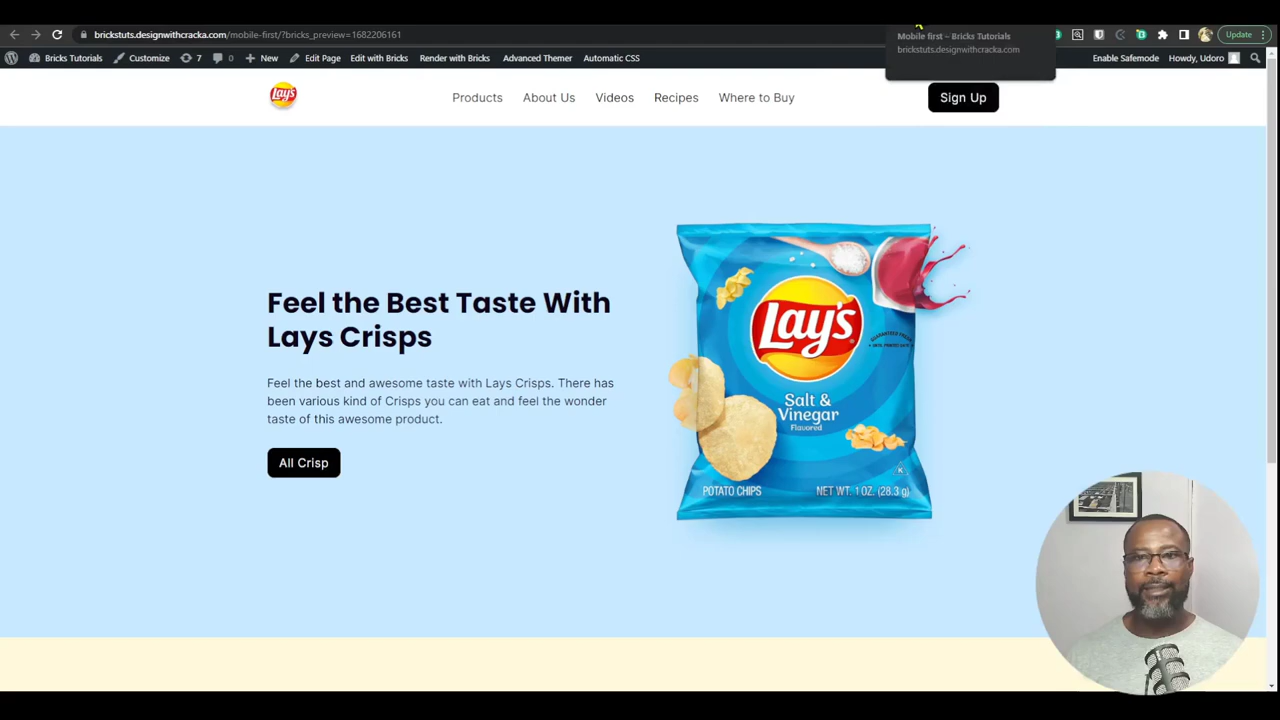 Mobile first – Bricks Tutorials
brickstuts.designwithcracka.com
brickstuts.designwithcracka.com/mobile-first/?bricks_preview=1682206161
Update
Bricks Tutorials
Customize
7
0
New
Edit Page
Edit with Bricks
Render with Bricks
Advanced Themer
Automatic CSS
Enable Safemode
Howdy, Udoro
Lay's
Products
About Us
Videos
Recipes
Where to Buy
Sign Up
Feel the Best Taste With
Lays Crisps
Feel the best and awesome taste with Lays Crisps. There has
been various kind of Crisps you can eat and feel the wonder
taste of this awesome product.
All Crisp
Lay's
GUARANTEED FRESH
Salt &
Vinegar
Flavored
K
POTATO CHIPS
NET WT. 1 OZ. (28.3 g)